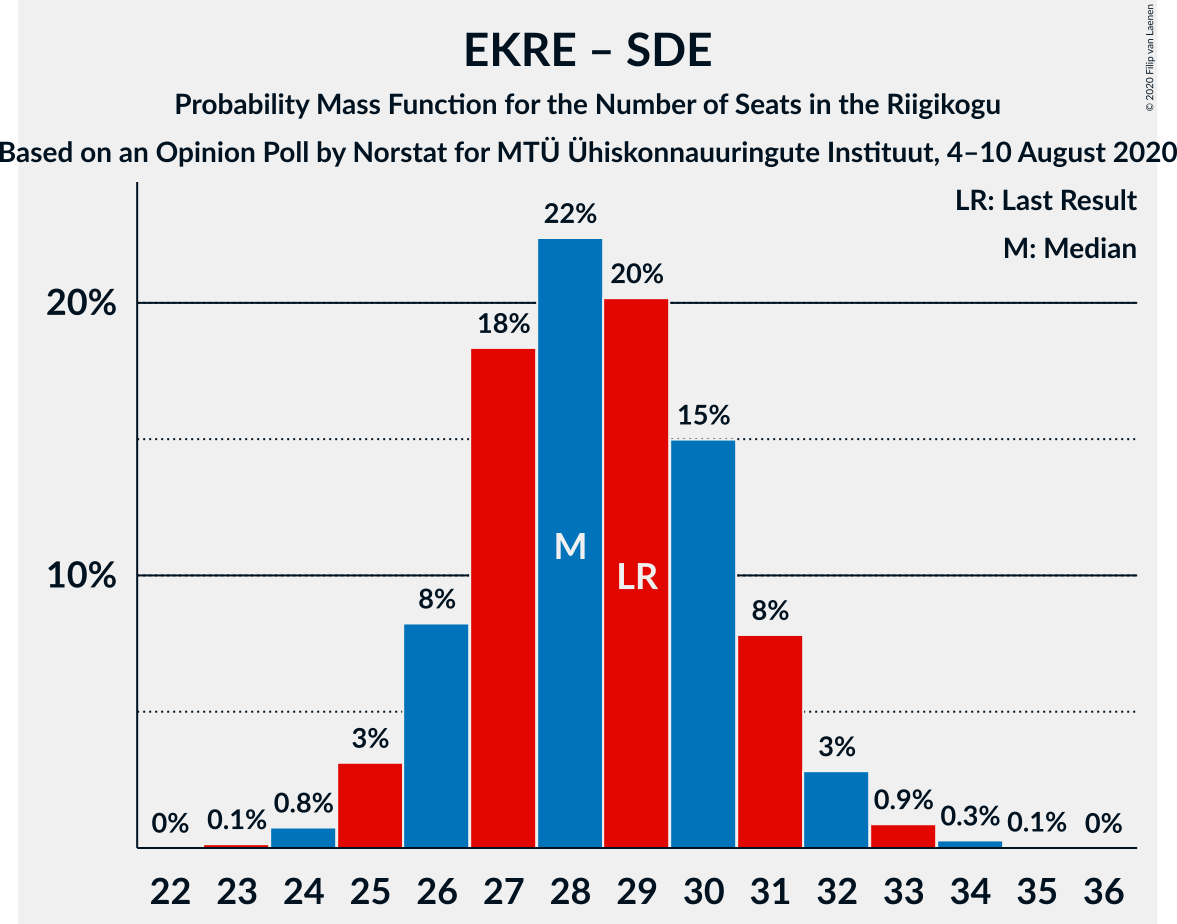 EKRE – SDE
Probability Mass Function for the Number of Seats in the Riigikogu
Based on an Opinion Poll by Norstat for MTÜ Ühiskonnauuringute Instituut, 4–10 August 2020
© 2020 Filip van Laenen
LR: Last Result
M: Median
20%
10%
0%
0.1%
0.8%
3%
8%
18%
22%
20%
15%
8%
3%
0.9%
0.3%
0.1%
0%
M
LR
22 23 24 25 26 27 28 29 30 31 32 33 34 35 36